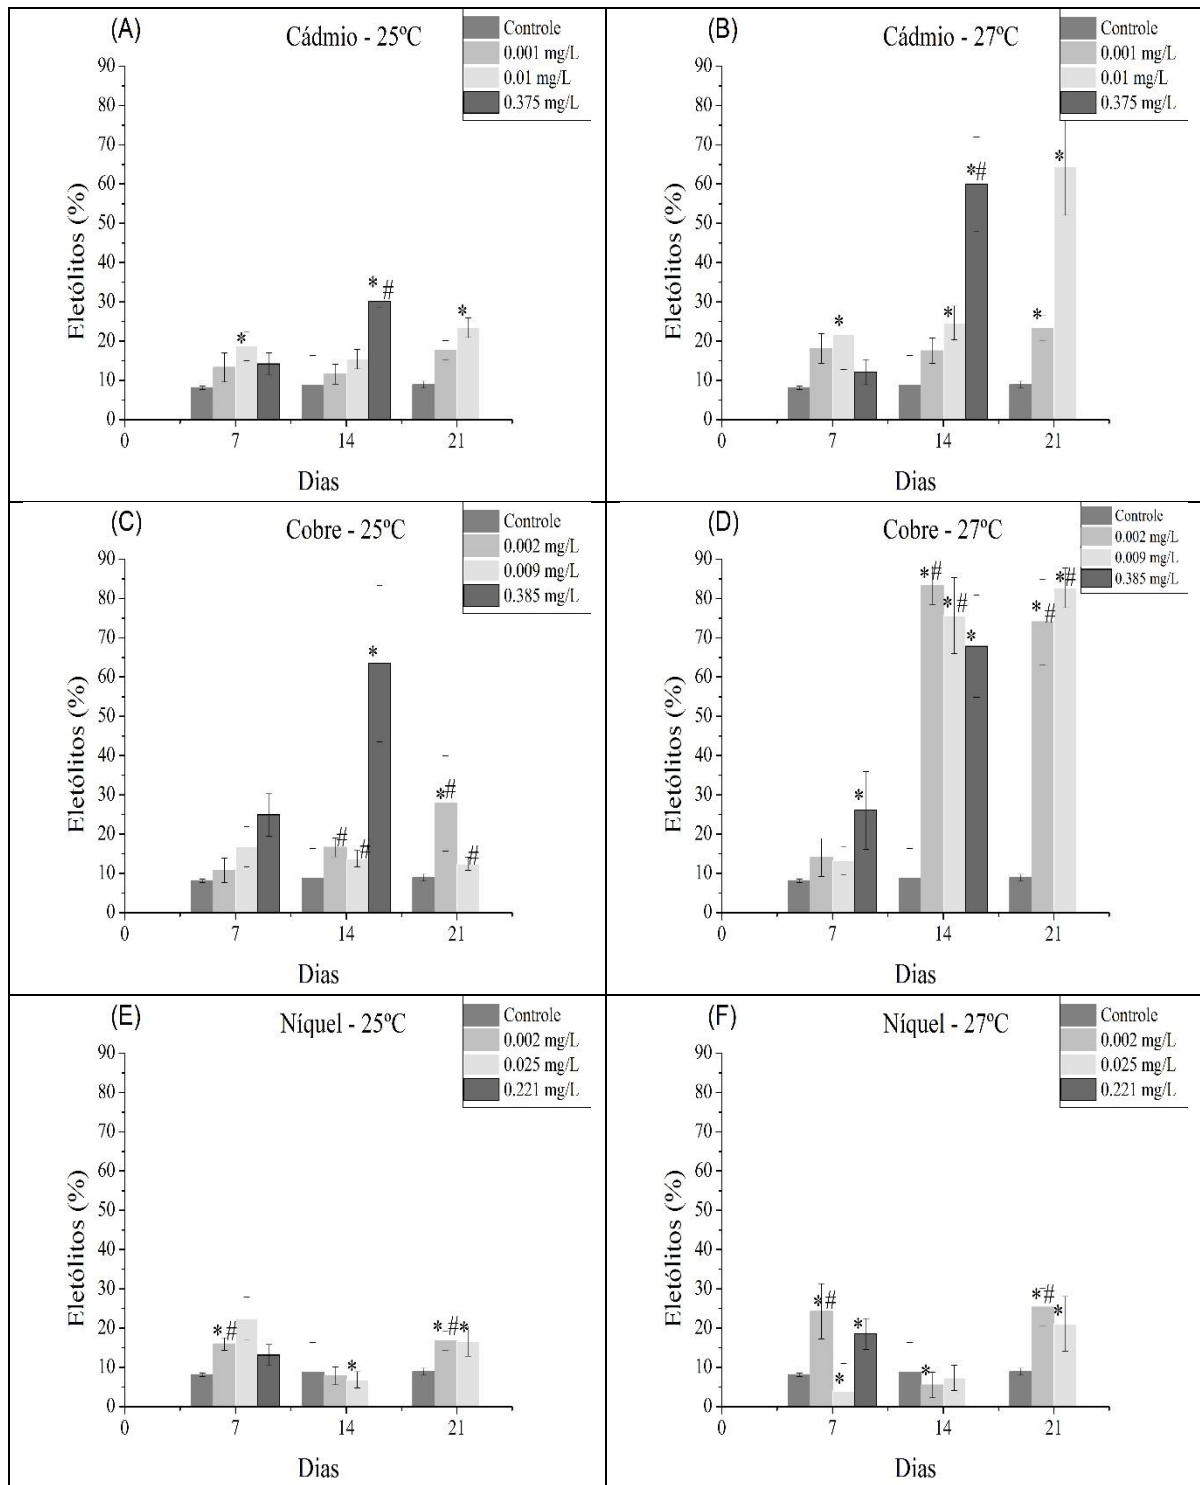 (A)
Cádmio - 25ºC
Controle
0.001 mg/L
0.01 mg/L
0.375 mg/L
90
80
70
60
50
40
30
20
10
0
Eletólitos (%)
*
* #
*
0 7 14 21
Dias
(B)
Cádmio - 27ºC
Controle
0.001 mg/L
0.01 mg/L
0.375 mg/L
90
80
70
60
50
40
30
20
10
0
Eletólitos (%)
*
*
*#
*
*
0 7 14 21
Dias
(C)
Cobre - 25ºC
Controle
0.002 mg/L
0.009 mg/L
0.385 mg/L
90
80
70
60
50
40
30
20
10
0
Eletólitos (%)
#
#
*
*#
#
0 7 14 21
Dias
(D)
Cobre - 27ºC
Controle
0.002 mg/L
0.009 mg/L
0.385 mg/L
90
80
70
60
50
40
30
20
10
0
Eletólitos (%)
*
*#
*#
*
*#
*#
0 7 14 21
Dias
(E)
Níquel - 25ºC
Controle
0.002 mg/L
0.025 mg/L
0.221 mg/L
90
80
70
60
50
40
30
20
10
0
Eletólitos (%)
*#
*
*#*
0 7 14 21
Dias
(F)
Níquel - 27ºC
Controle
0.002 mg/L
0.025 mg/L
0.221 mg/L
90
80
70
60
50
40
30
20
10
0
Eletólitos (%)
*#
*
*
*
*#
*
0 7 14 21
Dias